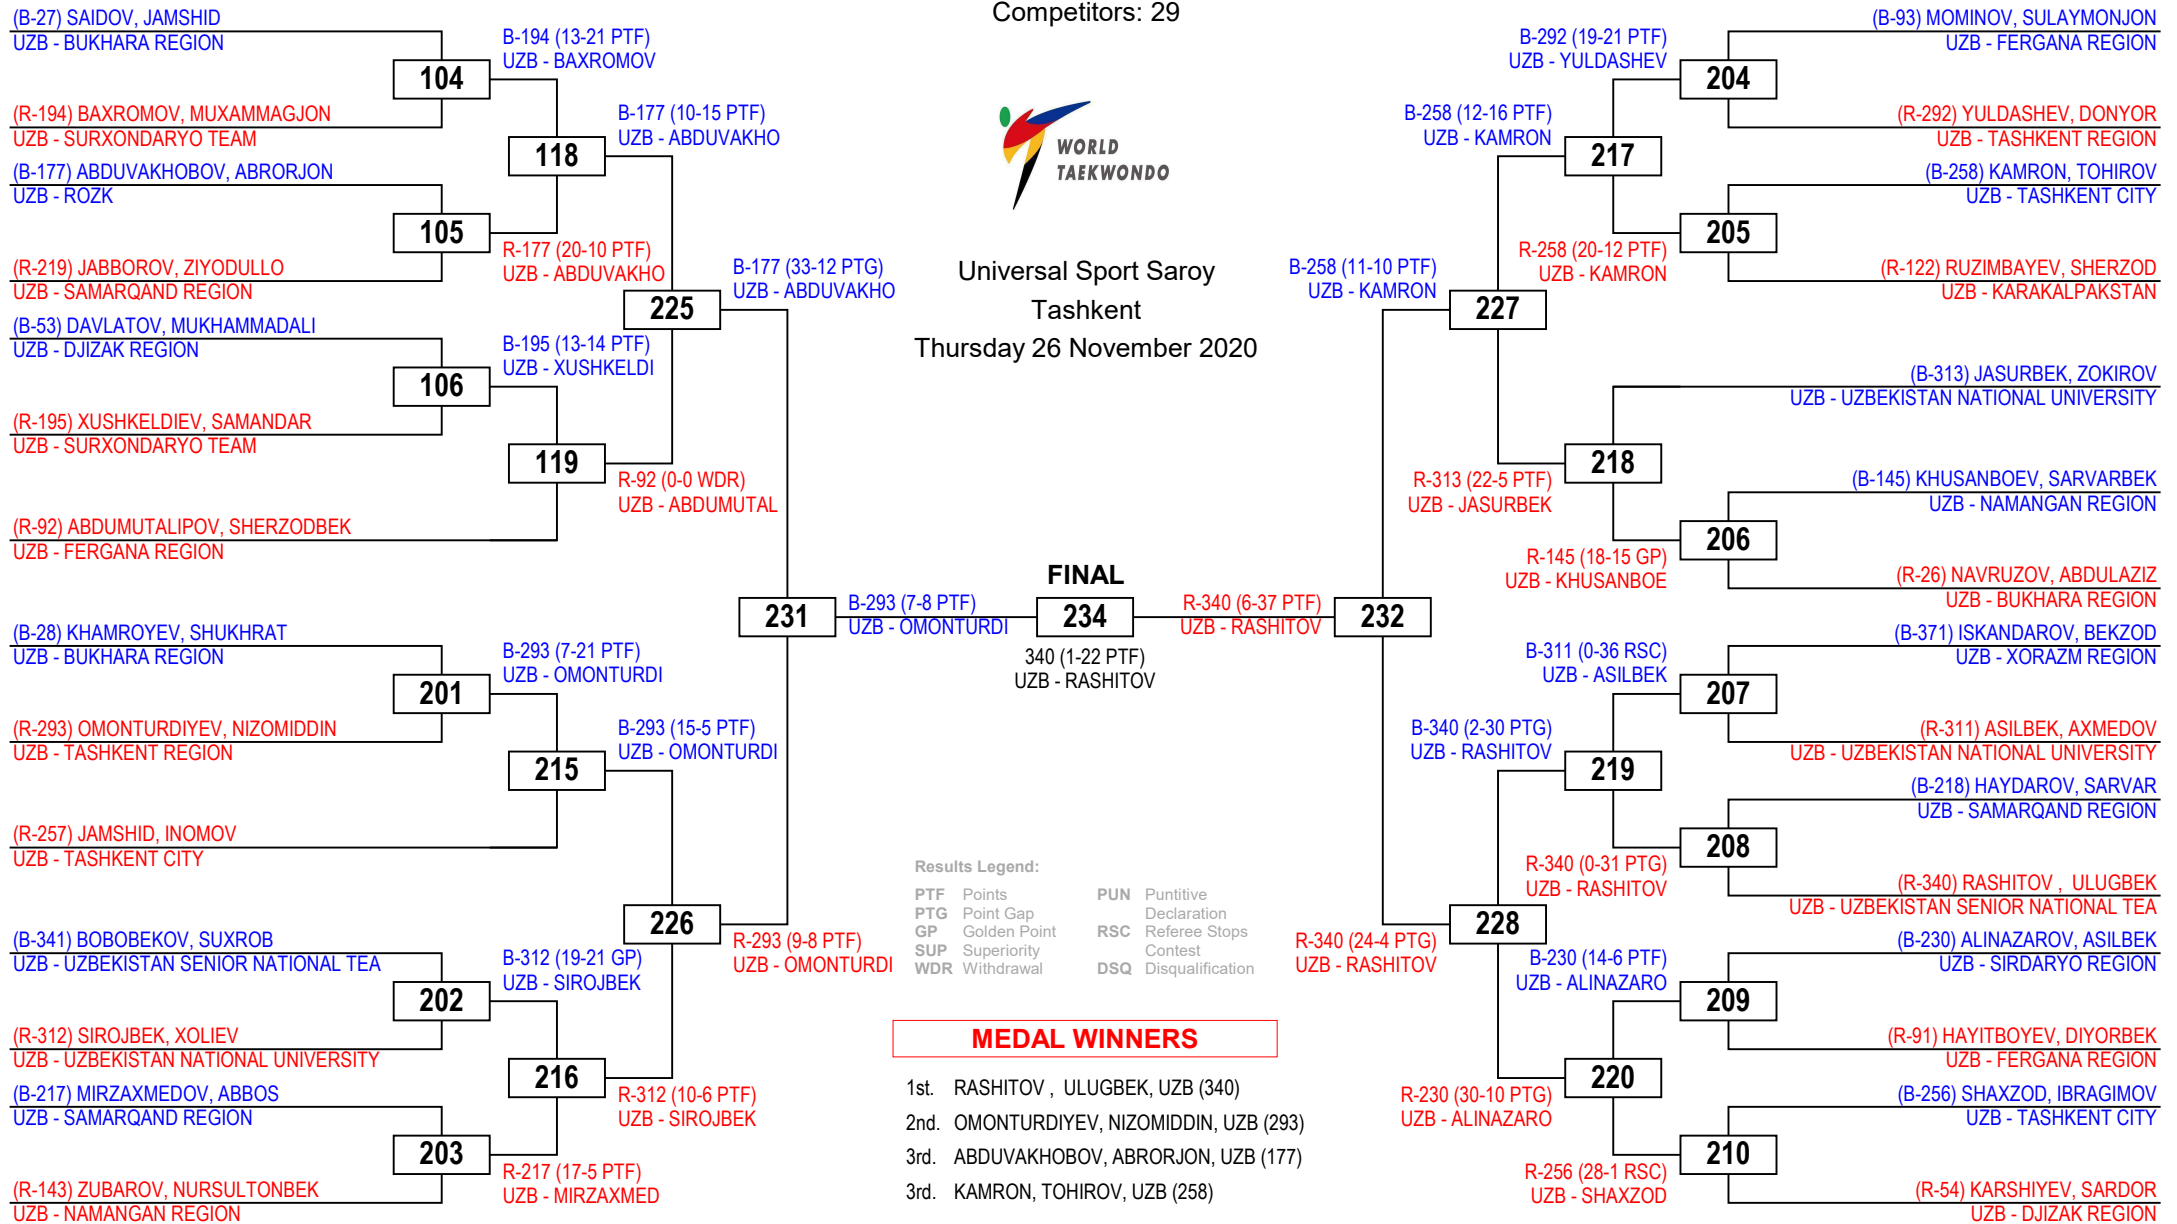 Competitors: 29
(B-27) SAIDOV, JAMSHID
UZB - BUKHARA REGION
104
(R-194) BAXROMOV, MUXAMMAGJON
UZB - SURXONDARYO TEAM
(B-177) ABDUVAKHOBOV, ABRORJON
UZB - ROZK
105
(R-219) JABBOROV, ZIYODULLO
UZB - SAMARQAND REGION
(B-53) DAVLATOV, MUKHAMMADALI
UZB - DJIZAK REGION
106
(R-195) XUSHKELDIEV, SAMANDAR
UZB - SURXONDARYO TEAM
(R-92) ABDUMUTALIPOV, SHERZODBEK
UZB - FERGANA REGION
(B-28) KHAMROYEV, SHUKHRAT
UZB - BUKHARA REGION
201
(R-293) OMONTURDIYEV, NIZOMIDDIN
UZB - TASHKENT REGION
(R-257) JAMSHID, INOMOV
UZB - TASHKENT CITY
(B-341) BOBOBEKOV, SUXROB
UZB - UZBEKISTAN SENIOR NATIONAL TEA
202
(R-312) SIROJBEK, XOLIEV
UZB - UZBEKISTAN NATIONAL UNIVERSITY
(B-217) MIRZAXMEDOV, ABBOS
UZB - SAMARQAND REGION
203
(R-143) ZUBAROV, NURSULTONBEK
UZB - NAMANGAN REGION
B-194 (13-21 PTF)
UZB - BAXROMOV
118
R-177 (20-10 PTF)
UZB - ABDUVAKHO
B-195 (13-14 PTF)
UZB - XUSHKELDI
119
B-293 (7-21 PTF)
UZB - OMONTURDI
215
B-312 (19-21 GP)
UZB - SIROJBEK
216
R-217 (17-5 PTF)
UZB - MIRZAXMED
B-177 (10-15 PTF)
UZB - ABDUVAKHO
225
R-92 (0-0 WDR)
UZB - ABDUMUTAL
B-293 (15-5 PTF)
UZB - OMONTURDI
226
R-312 (10-6 PTF)
UZB - SIROJBEK
B-177 (33-12 PTG)
UZB - ABDUVAKHO
231
R-293 (9-8 PTF)
UZB - OMONTURDI
WORLD
TAEKWONDO
Universal Sport Saroy
Tashkent
Thursday 26 November 2020
B-293 (7-8 PTF)
UZB - OMONTURDI
FINAL
234
340 (1-22 PTF)
UZB - RASHITOV
R-340 (6-37 PTF)
UZB - RASHITOV
B-258 (11-10 PTF)
UZB - KAMRON
232
R-340 (24-4 PTG)
UZB - RASHITOV
B-258 (12-16 PTF)
UZB - KAMRON
227
R-313 (22-5 PTF)
UZB - JASURBEK
B-340 (2-30 PTG)
UZB - RASHITOV
228
R-230 (30-10 PTG)
UZB - ALINAZARO
B-292 (19-21 PTF)
UZB - YULDASHEV
217
R-258 (20-12 PTF)
UZB - KAMRON
218
R-145 (18-15 GP)
UZB - KHUSANBOE
B-311 (0-36 RSC)
UZB - ASILBEK
219
R-340 (0-31 PTG)
UZB - RASHITOV
B-230 (14-6 PTF)
UZB - ALINAZARO
220
R-256 (28-1 RSC)
UZB - SHAXZOD
(B-93) MOMINOV, SULAYMONJON
UZB - FERGANA REGION
204
(R-292) YULDASHEV, DONYOR
UZB - TASHKENT REGION
(B-258) KAMRON, TOHIROV
UZB - TASHKENT CITY
205
(R-122) RUZIMBAYEV, SHERZOD
UZB - KARAKALPAKSTAN
(B-313) JASURBEK, ZOKIROV
UZB - UZBEKISTAN NATIONAL UNIVERSITY
(B-145) KHUSANBOEV, SARVARBEK
UZB - NAMANGAN REGION
206
(R-26) NAVRUZOV, ABDULAZIZ
UZB - BUKHARA REGION
(B-371) ISKANDAROV, BEKZOD
UZB - XORAZM REGION
207
(R-311) ASILBEK, AXMEDOV
UZB - UZBEKISTAN NATIONAL UNIVERSITY
(B-218) HAYDAROV, SARVAR
UZB - SAMARQAND REGION
208
(R-340) RASHITOV , ULUGBEK
UZB - UZBEKISTAN SENIOR NATIONAL TEA
(B-230) ALINAZAROV, ASILBEK
UZB - SIRDARYO REGION
209
(R-91) HAYITBOYEV, DIYORBEK
UZB - FERGANA REGION
(B-256) SHAXZOD, IBRAGIMOV
UZB - TASHKENT CITY
210
(R-54) KARSHIYEV, SARDOR
UZB - DJIZAK REGION
Results Legend:
PTF Points
PTG Point Gap
GP Golden Point
SUP Superiority
WDR Withdrawal
PUN Puntitive
Declaration
RSC Referee Stops
Contest
DSQ Disqualification
MEDAL WINNERS
1st. RASHITOV , ULUGBEK, UZB (340)
2nd. OMONTURDIYEV, NIZOMIDDIN, UZB (293)
3rd. ABDUVAKHOBOV, ABRORJON, UZB (177)
3rd. KAMRON, TOHIROV, UZB (258)